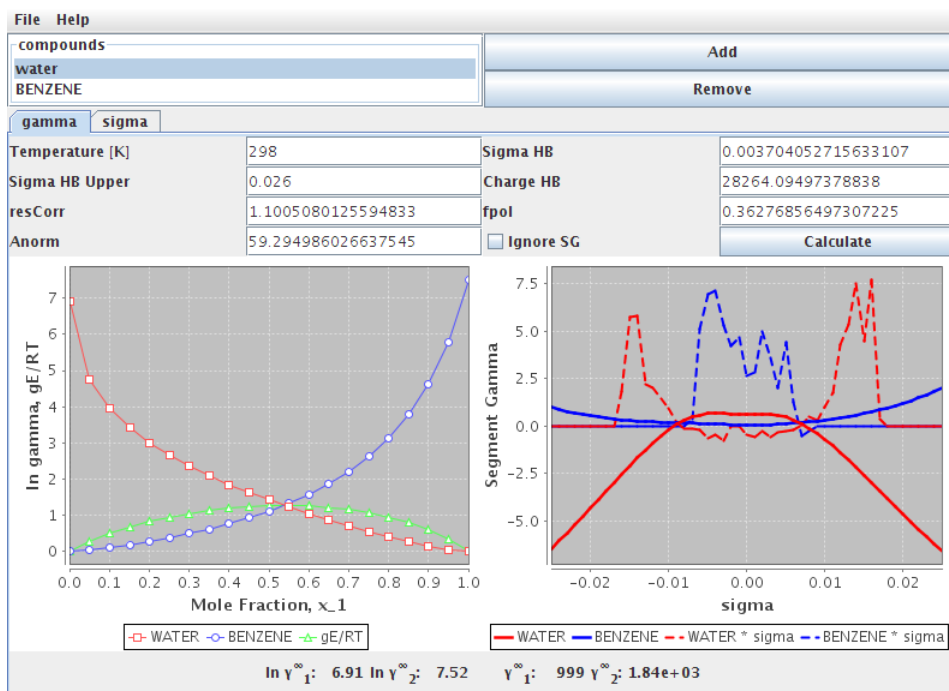 File Help
compounds
water
BENZENE
Add
Remove
gamma sigma
Temperature [K] 298 Sigma HB 0.003704052715633107
Sigma HB Upper 0.026 Charge HB 28264.09497378838
resCorr 1.1005080125594833 fpol 0.36276856497307225
Anorm 59.294986026637545 Ignore SG Calculate
ln gamma, gE/RT
7
6
5
4
3
2
1
0
0.0 0.1 0.2 0.3 0.4 0.5 0.6 0.7 0.8 0.9 1.0
Mole Fraction, x_1
WATER BENZENE gE/RT
Segment Gamma
7.5
5.0
2.5
0.0
-2.5
-5.0
-0.02 -0.01 0.00 0.01 0.02
sigma
WATER BENZENE WATER * sigma BENZENE * sigma
ln γ∞1: 6.91 ln γ∞2: 7.52 γ∞1: 999 γ∞2: 1.84e+03